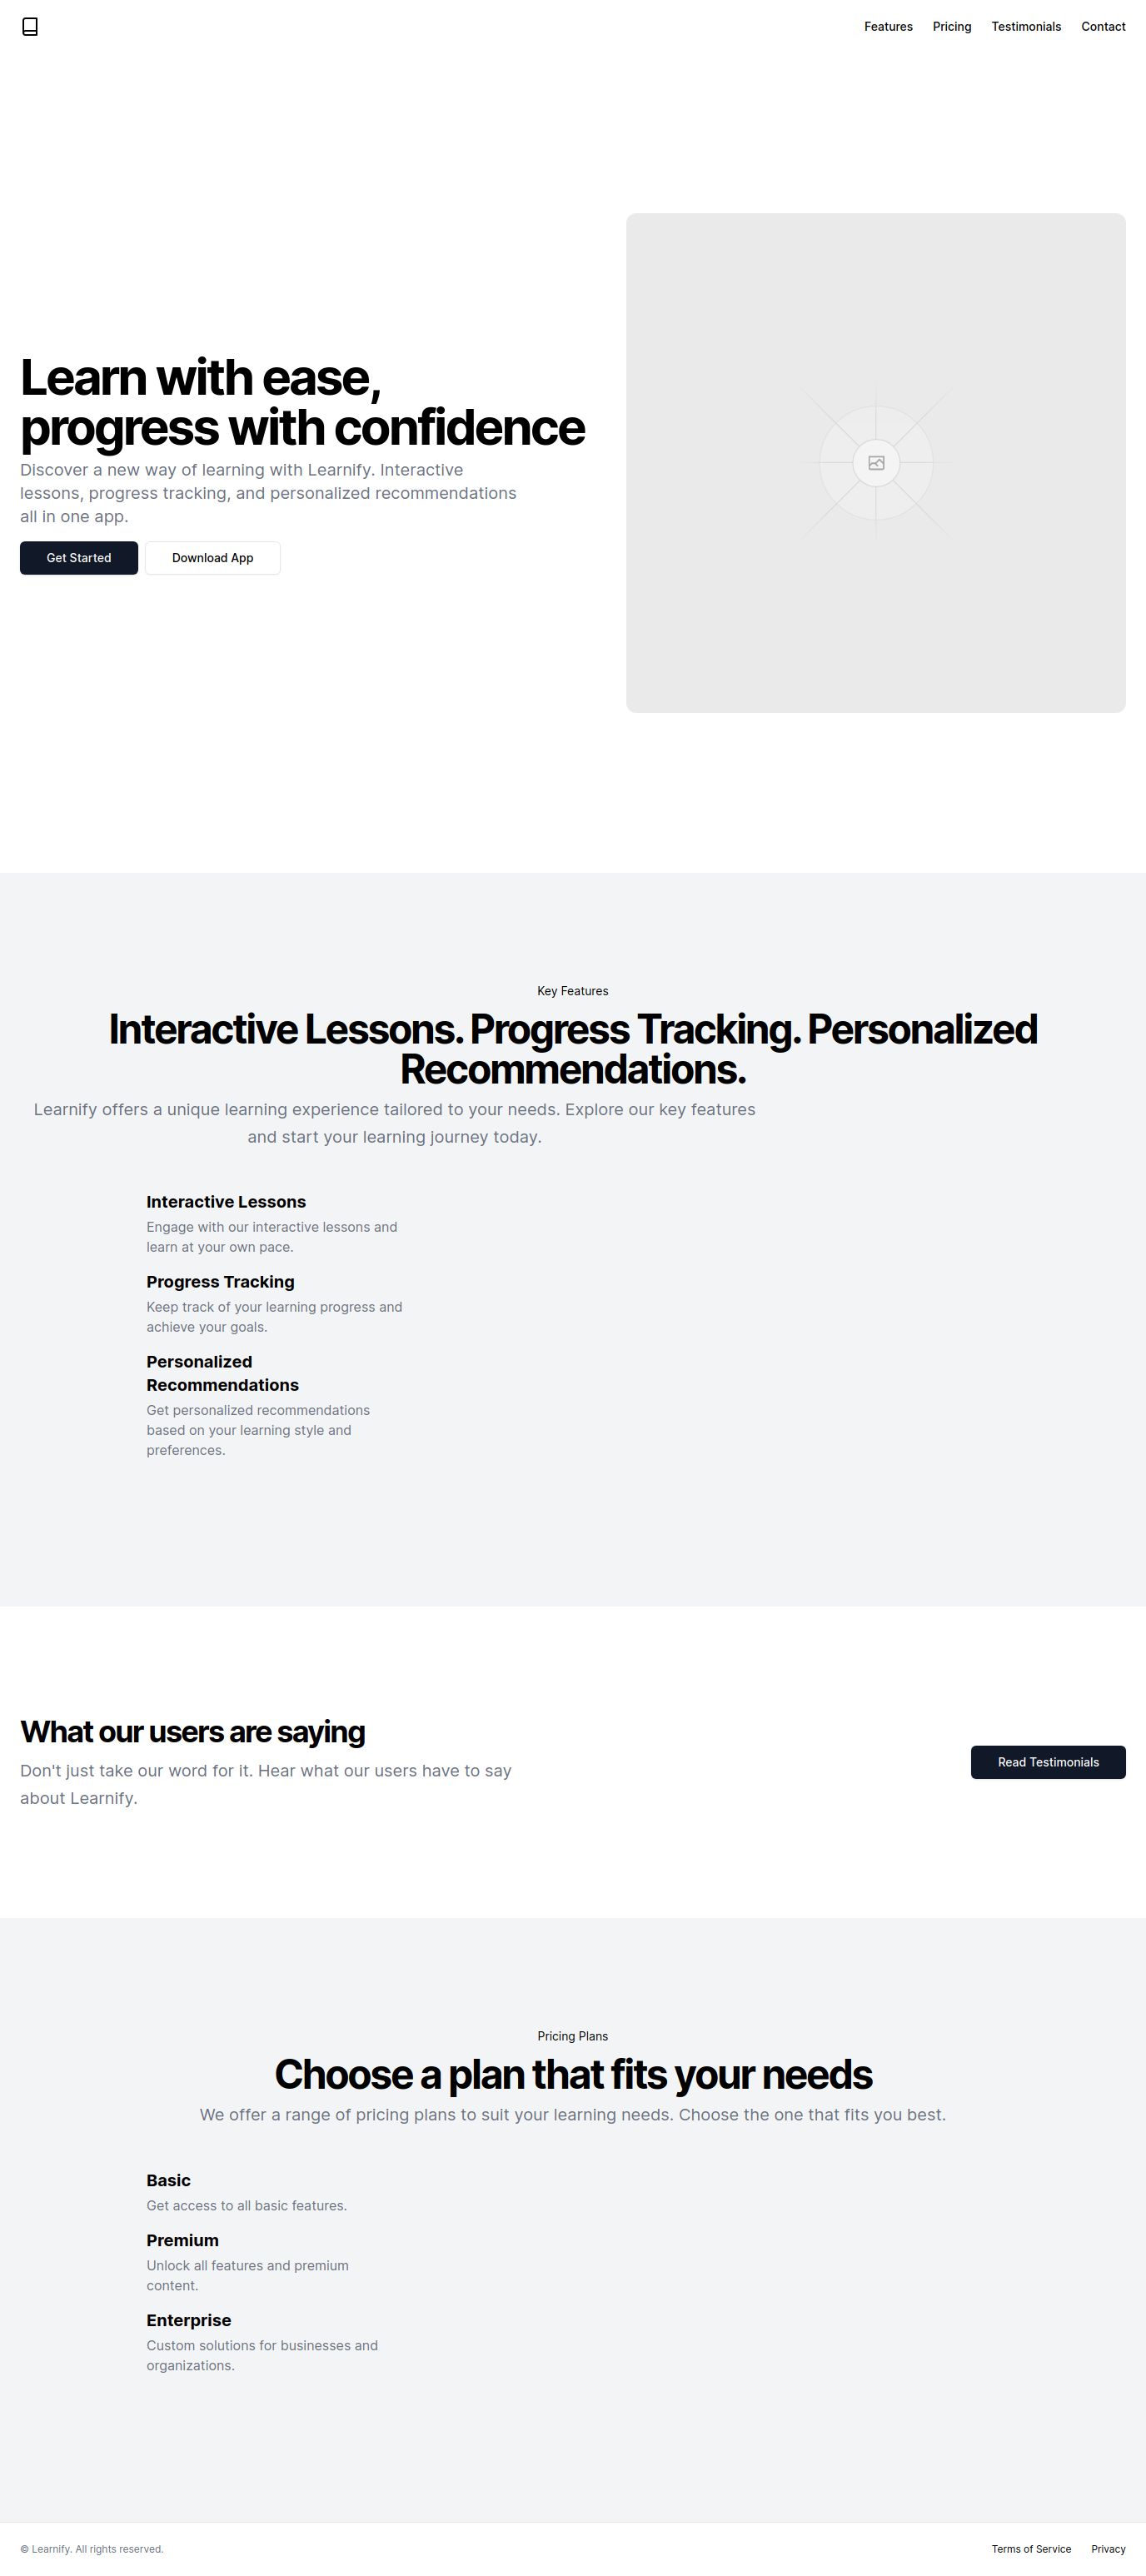 Features Pricing Testimonials Contact
Learn with ease,
progress with confidence
Discover a new way of learning with Learnify. Interactive
lessons, progress tracking, and personalized recommendations
all in one app.
Get Started Download App
Key Features
Interactive Lessons. Progress Tracking. Personalized
Recommendations.
Learnify offers a unique learning experience tailored to your needs. Explore our key features
and start your learning journey today.
Interactive Lessons
Engage with our interactive lessons and
learn at your own pace.
Progress Tracking
Keep track of your learning progress and
achieve your goals.
Personalized
Recommendations
Get personalized recommendations
based on your learning style and
preferences.
What our users are saying
Don't just take our word for it. Hear what our users have to say
about Learnify.
Read Testimonials
Pricing Plans
Choose a plan that fits your needs
We offer a range of pricing plans to suit your learning needs. Choose the one that fits you best.
Basic
Get access to all basic features.
Premium
Unlock all features and premium
content.
Enterprise
Custom solutions for businesses and
organizations.
© Learnify. All rights reserved.
Terms of Service Privacy